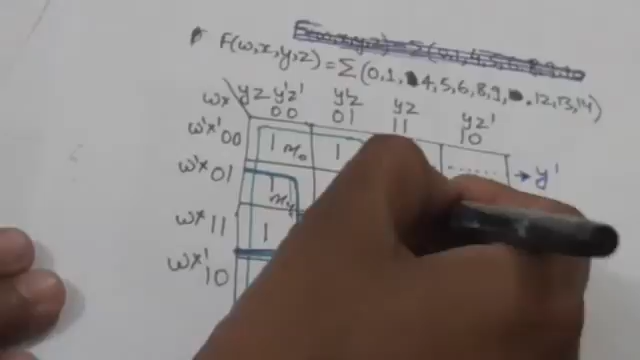 F(w,x,y,z) = Σ (0,1, 4,5,6,8,9, 12,13,14)
wx yz y'z' y'z yz yz'
00 01 11 10
w'x' 00 1 m₀ 1 → y'
w'x 01 1 m₄
wx 11 1
wx' 10